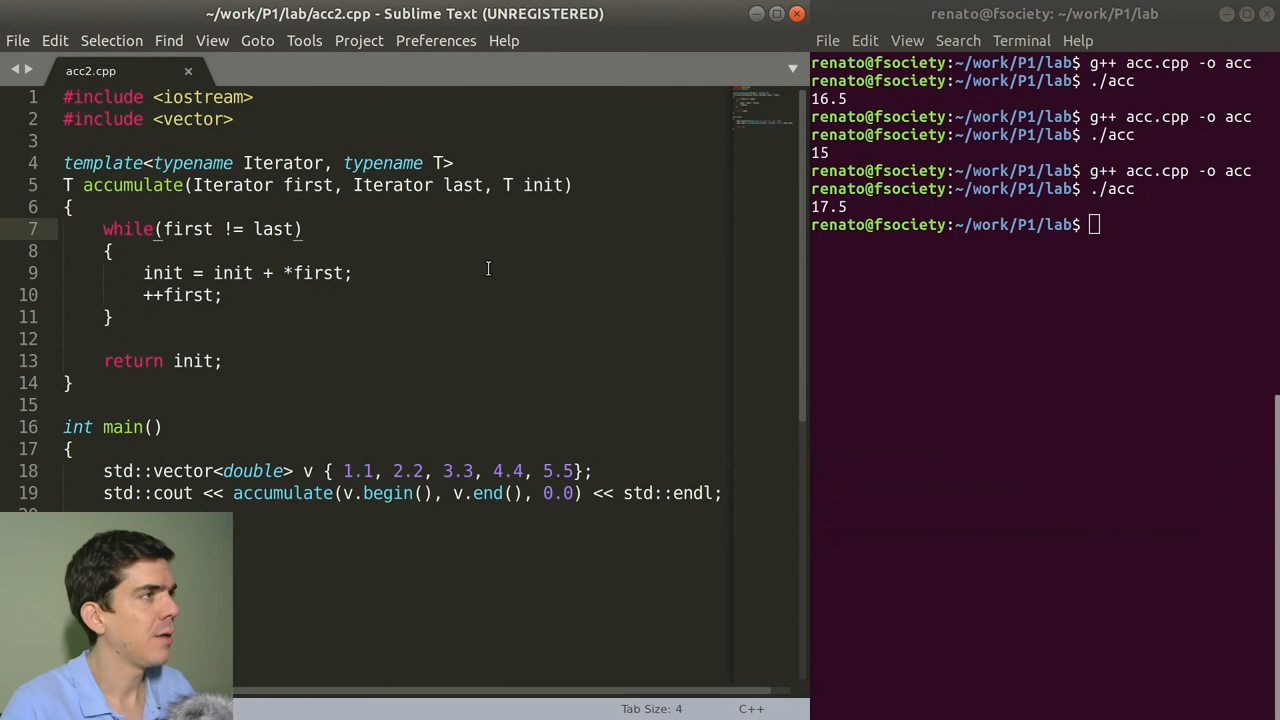 ~/work/P1/lab/acc2.cpp - Sublime Text (UNREGISTERED)
File Edit Selection Find View Goto Tools Project Preferences Help
acc2.cpp
1 #include <iostream>
2 #include <vector>
3
4 template<typename Iterator, typename T>
5 T accumulate(Iterator first, Iterator last, T init)
6 {
7 while(first != last)
8 {
9 init = init + *first;
10 ++first;
11 }
12
13 return init;
14 }
15
16 int main()
17 {
18 std::vector<double> v { 1.1, 2.2, 3.3, 4.4, 5.5};
19 std::cout << accumulate(v.begin(), v.end(), 0.0) << std::endl;
Tab Size: 4 C++
renato@fsociety: ~/work/P1/lab
File Edit View Search Terminal Help
renato@fsociety:~/work/P1/lab$ g++ acc.cpp -o acc
renato@fsociety:~/work/P1/lab$ ./acc
16.5
renato@fsociety:~/work/P1/lab$ g++ acc.cpp -o acc
renato@fsociety:~/work/P1/lab$ ./acc
15
renato@fsociety:~/work/P1/lab$ g++ acc.cpp -o acc
renato@fsociety:~/work/P1/lab$ ./acc
17.5
renato@fsociety:~/work/P1/lab$